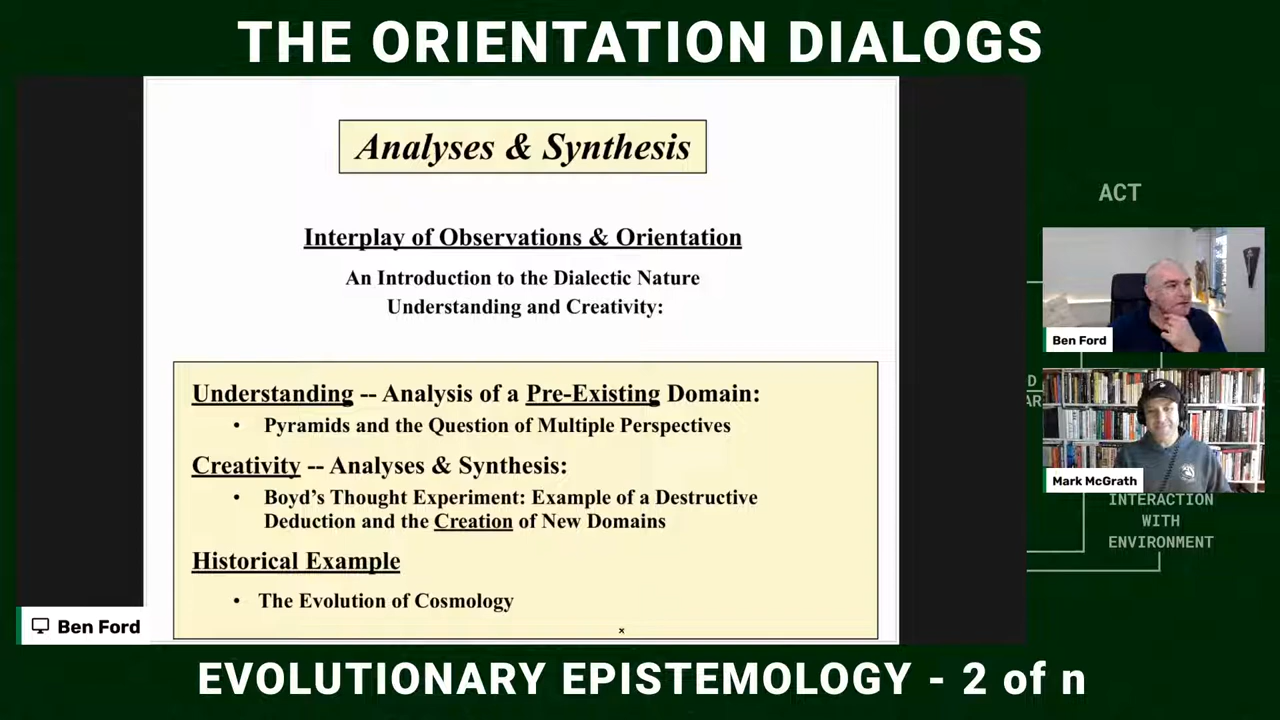 THE ORIENTATION DIALOGS
Analyses & Synthesis
Interplay of Observations & Orientation
An Introduction to the Dialectic Nature
Understanding and Creativity:
Understanding -- Analysis of a Pre-Existing Domain:
• Pyramids and the Question of Multiple Perspectives
Creativity -- Analyses & Synthesis:
• Boyd's Thought Experiment: Example of a Destructive
Deduction and the Creation of New Domains
Historical Example
• The Evolution of Cosmology
x
Ben Ford
ACT
Ben Ford
Mark McGrath
INTERACTION
WITH
ENVIRONMENT
EVOLUTIONARY EPISTEMOLOGY - 2 of n